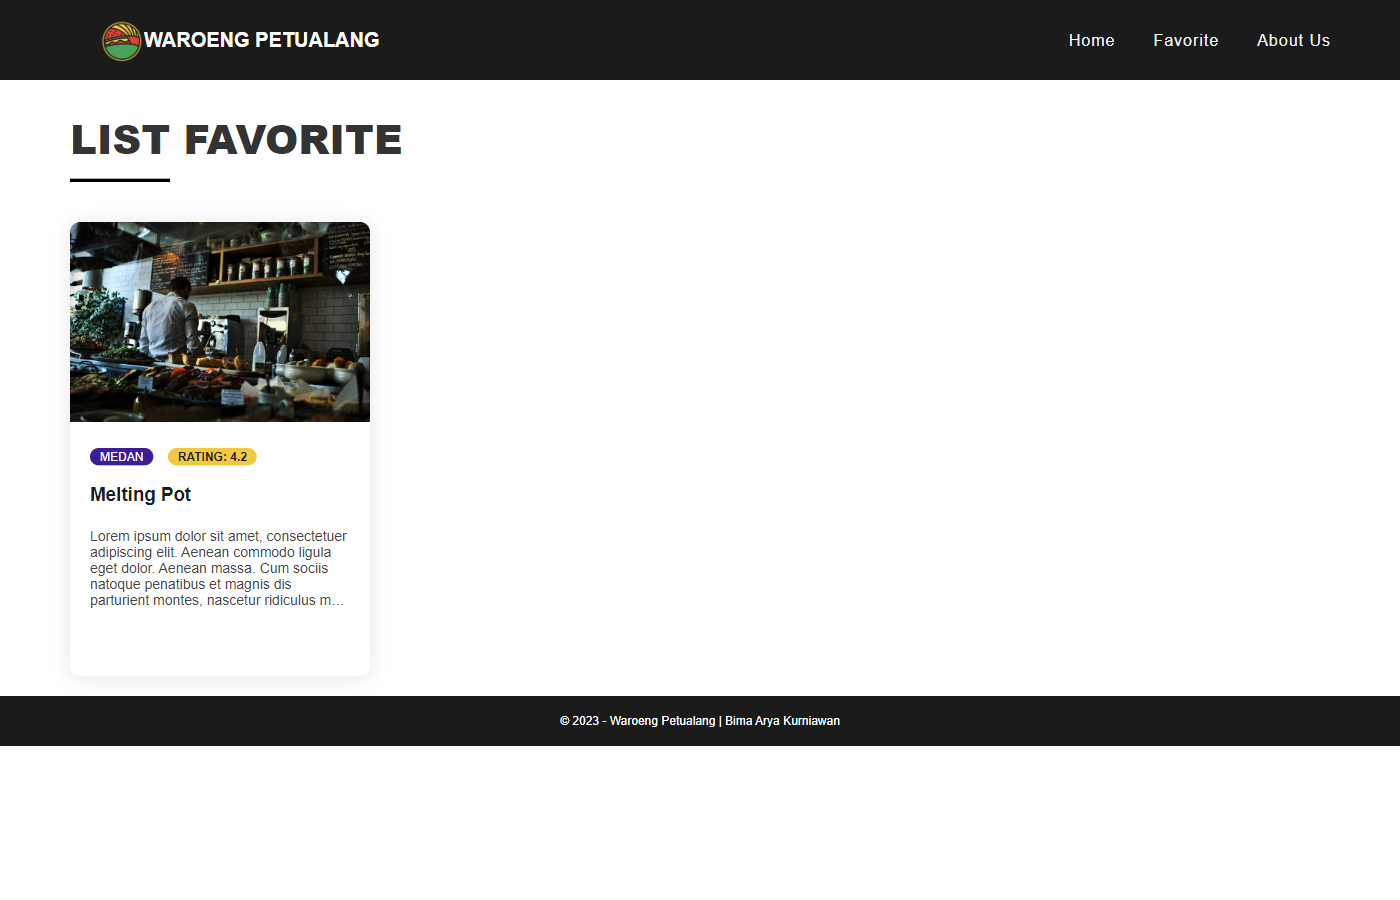 WAROENG PETUALANG
Home
Favorite
About Us
LIST FAVORITE
MEDAN
RATING: 4.2
Melting Pot
Lorem ipsum dolor sit amet, consectetuer
adipiscing elit. Aenean commodo ligula
eget dolor. Aenean massa. Cum sociis
natoque penatibus et magnis dis
parturient montes, nascetur ridiculus m…
© 2023 - Waroeng Petualang | Bima Arya Kurniawan